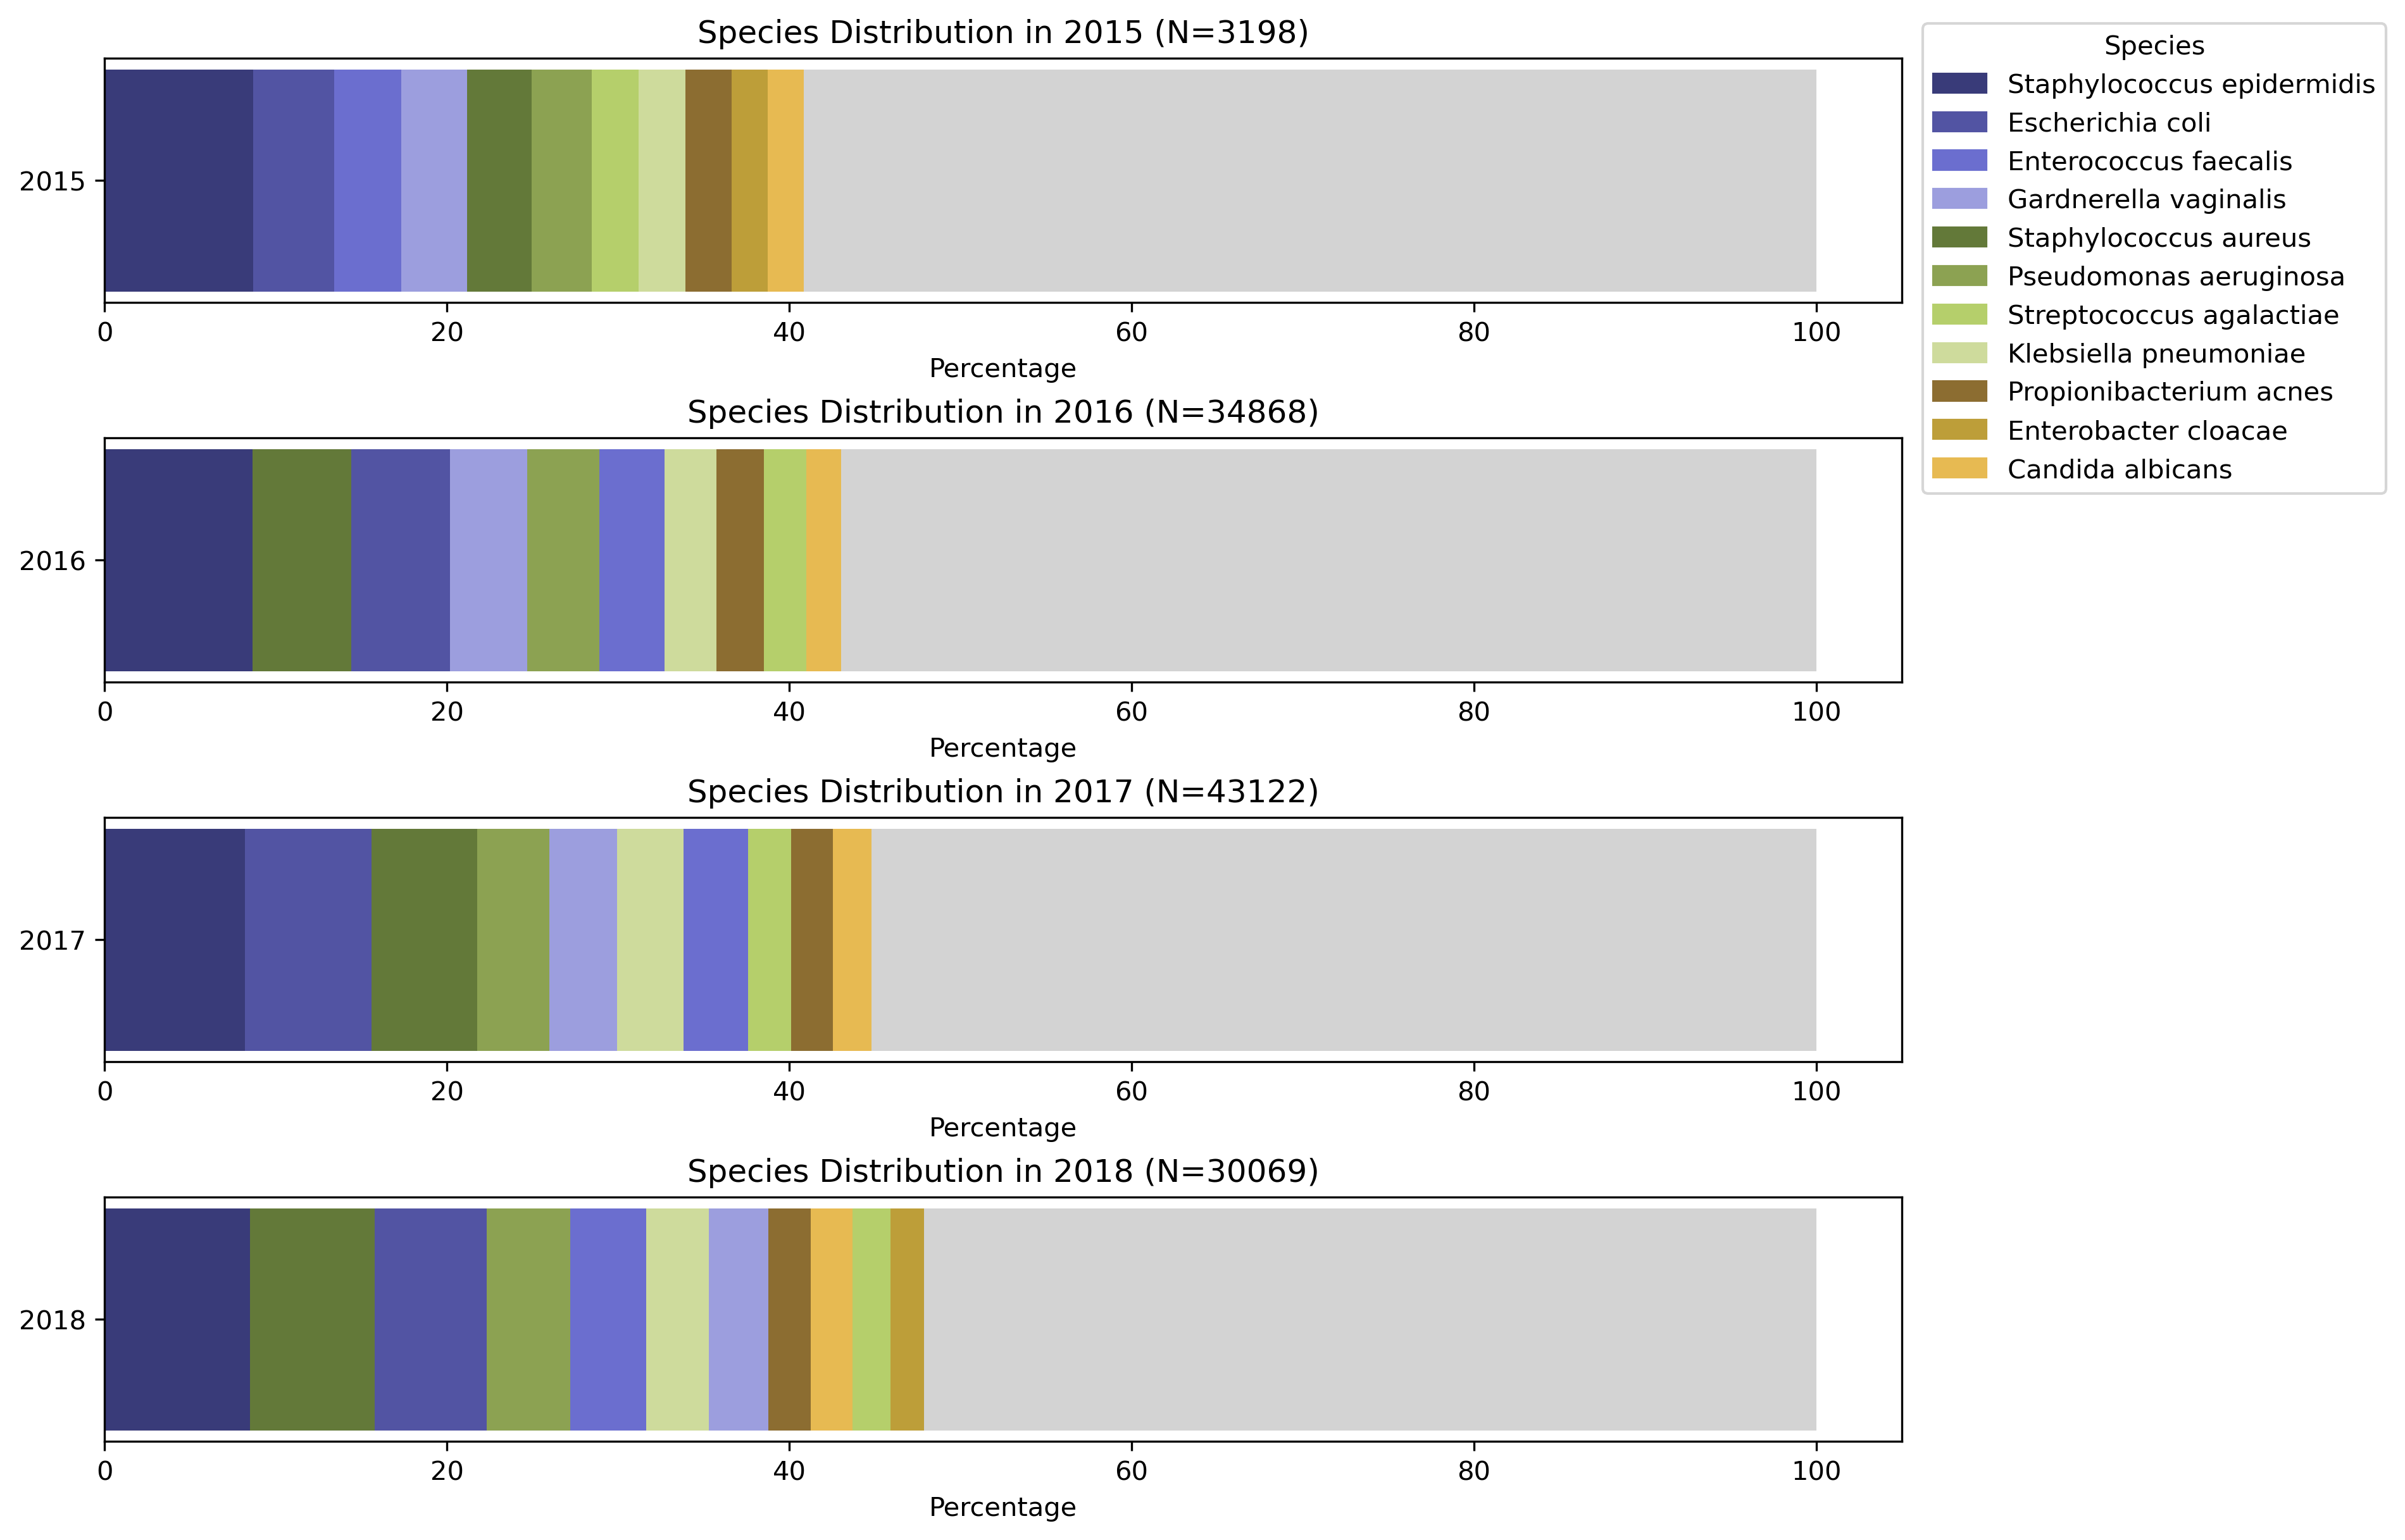 Species Distribution in 2015 (N=3198)
2015
0 20 40 60 80 100
Percentage
Species
Staphylococcus epidermidis
Escherichia coli
Enterococcus faecalis
Gardnerella vaginalis
Staphylococcus aureus
Pseudomonas aeruginosa
Streptococcus agalactiae
Klebsiella pneumoniae
Propionibacterium acnes
Enterobacter cloacae
Candida albicans
Species Distribution in 2016 (N=34868)
2016
0 20 40 60 80 100
Percentage
Species Distribution in 2017 (N=43122)
2017
0 20 40 60 80 100
Percentage
Species Distribution in 2018 (N=30069)
2018
0 20 40 60 80 100
Percentage